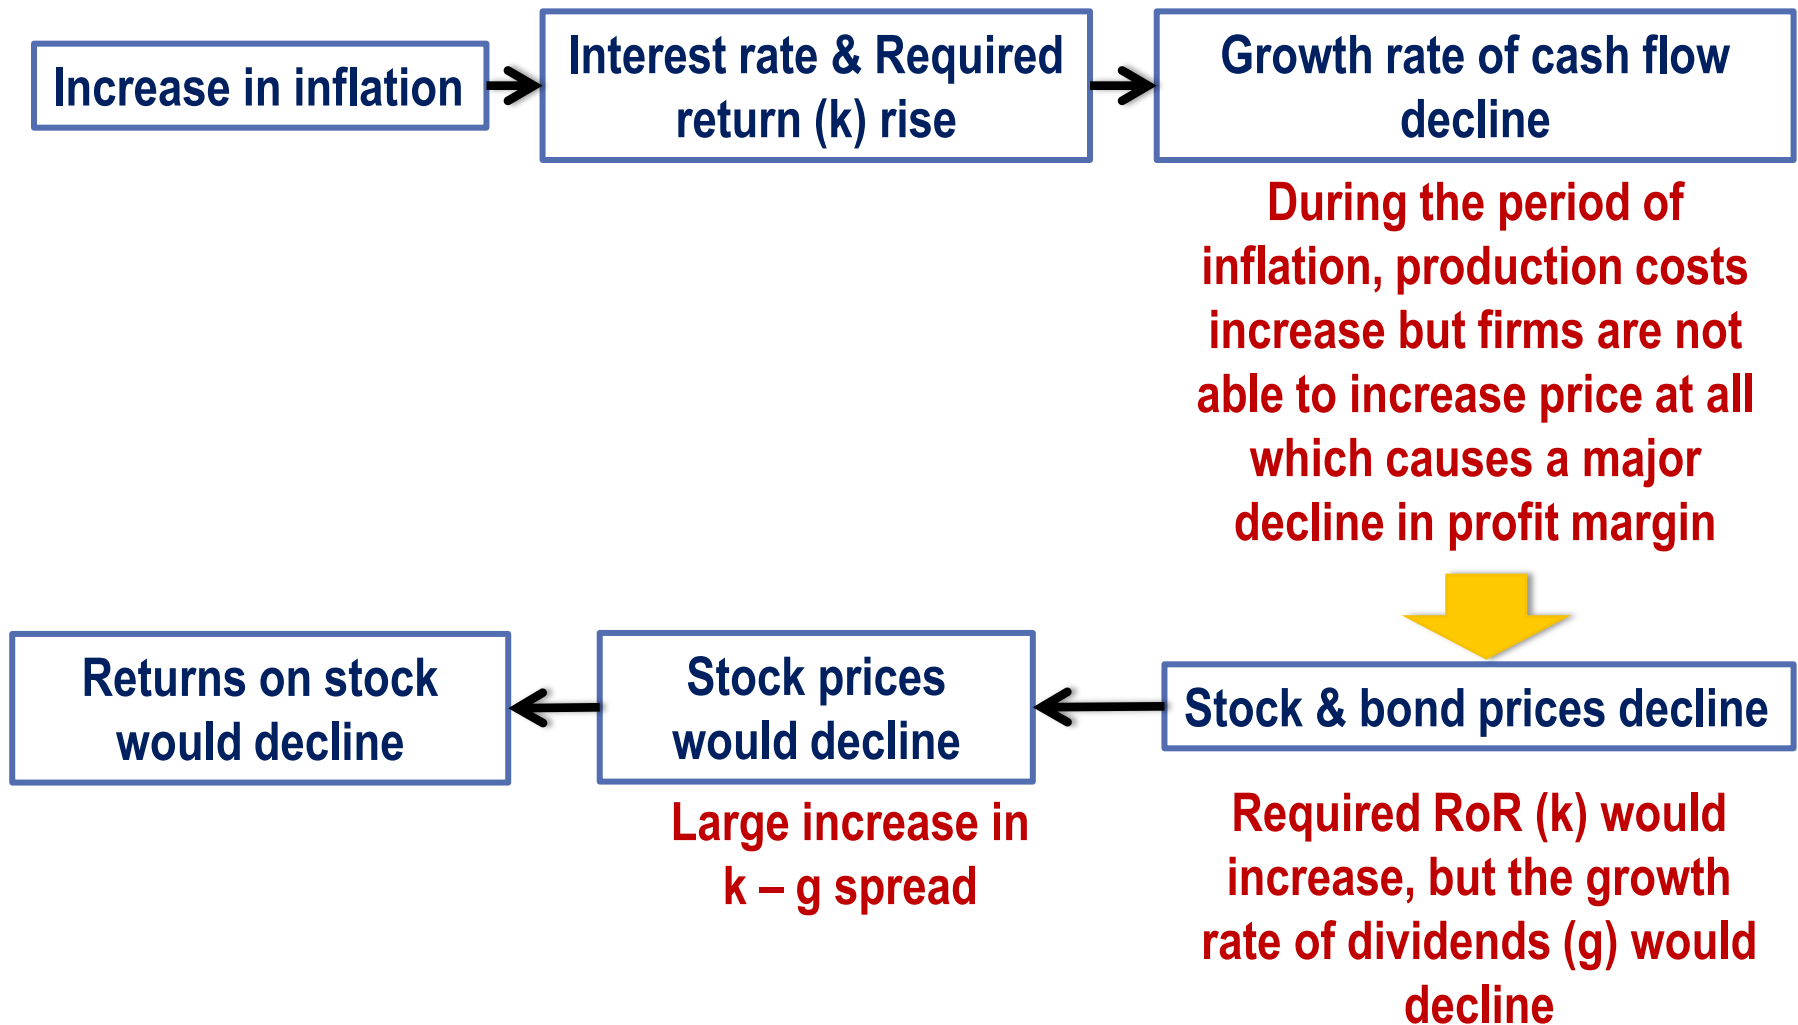 Increase in inflation
Interest rate & Required
return (k) rise
Growth rate of cash flow
decline
During the period of
inflation, production costs
increase but firms are not
able to increase price at all
which causes a major
decline in profit margin
Stock & bond prices decline
Required RoR (k) would
increase, but the growth
rate of dividends (g) would
decline
Stock prices
would decline
Large increase in
k – g spread
Returns on stock
would decline